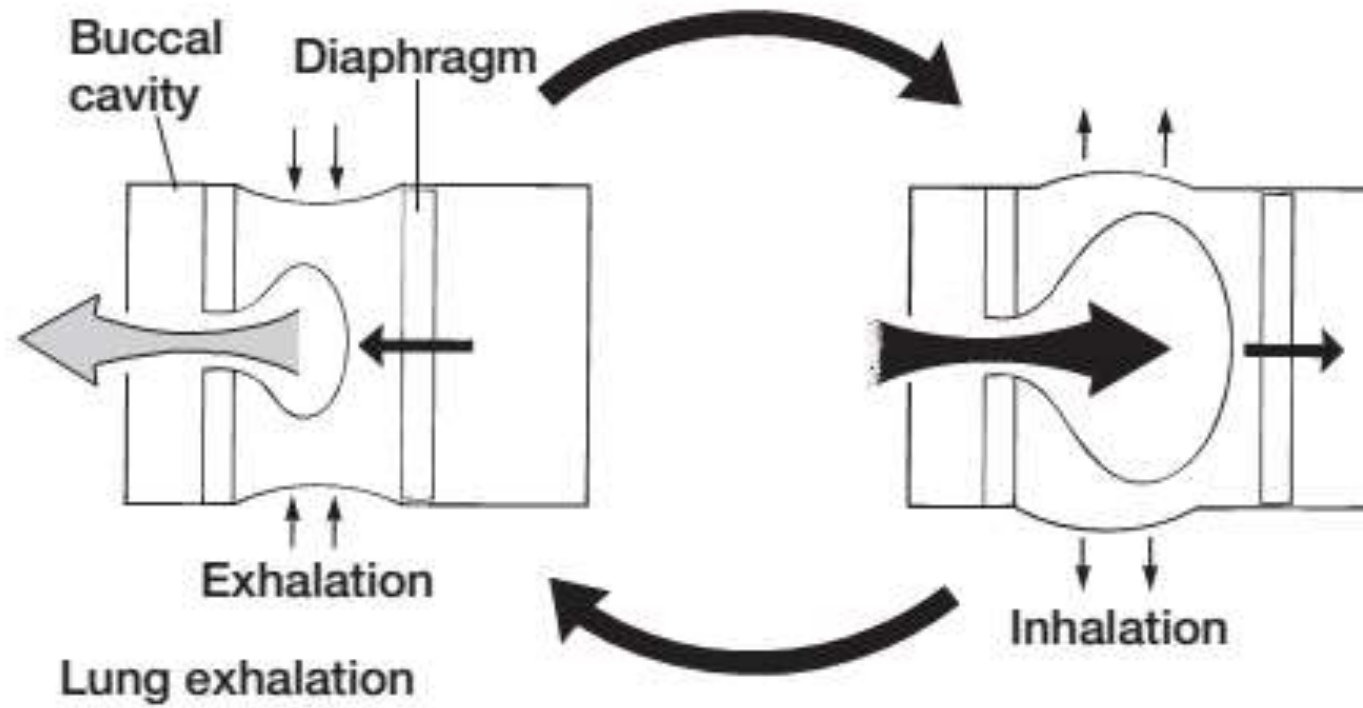 Buccal
cavity
Diaphragm
Exhalation
Inhalation
Lung exhalation